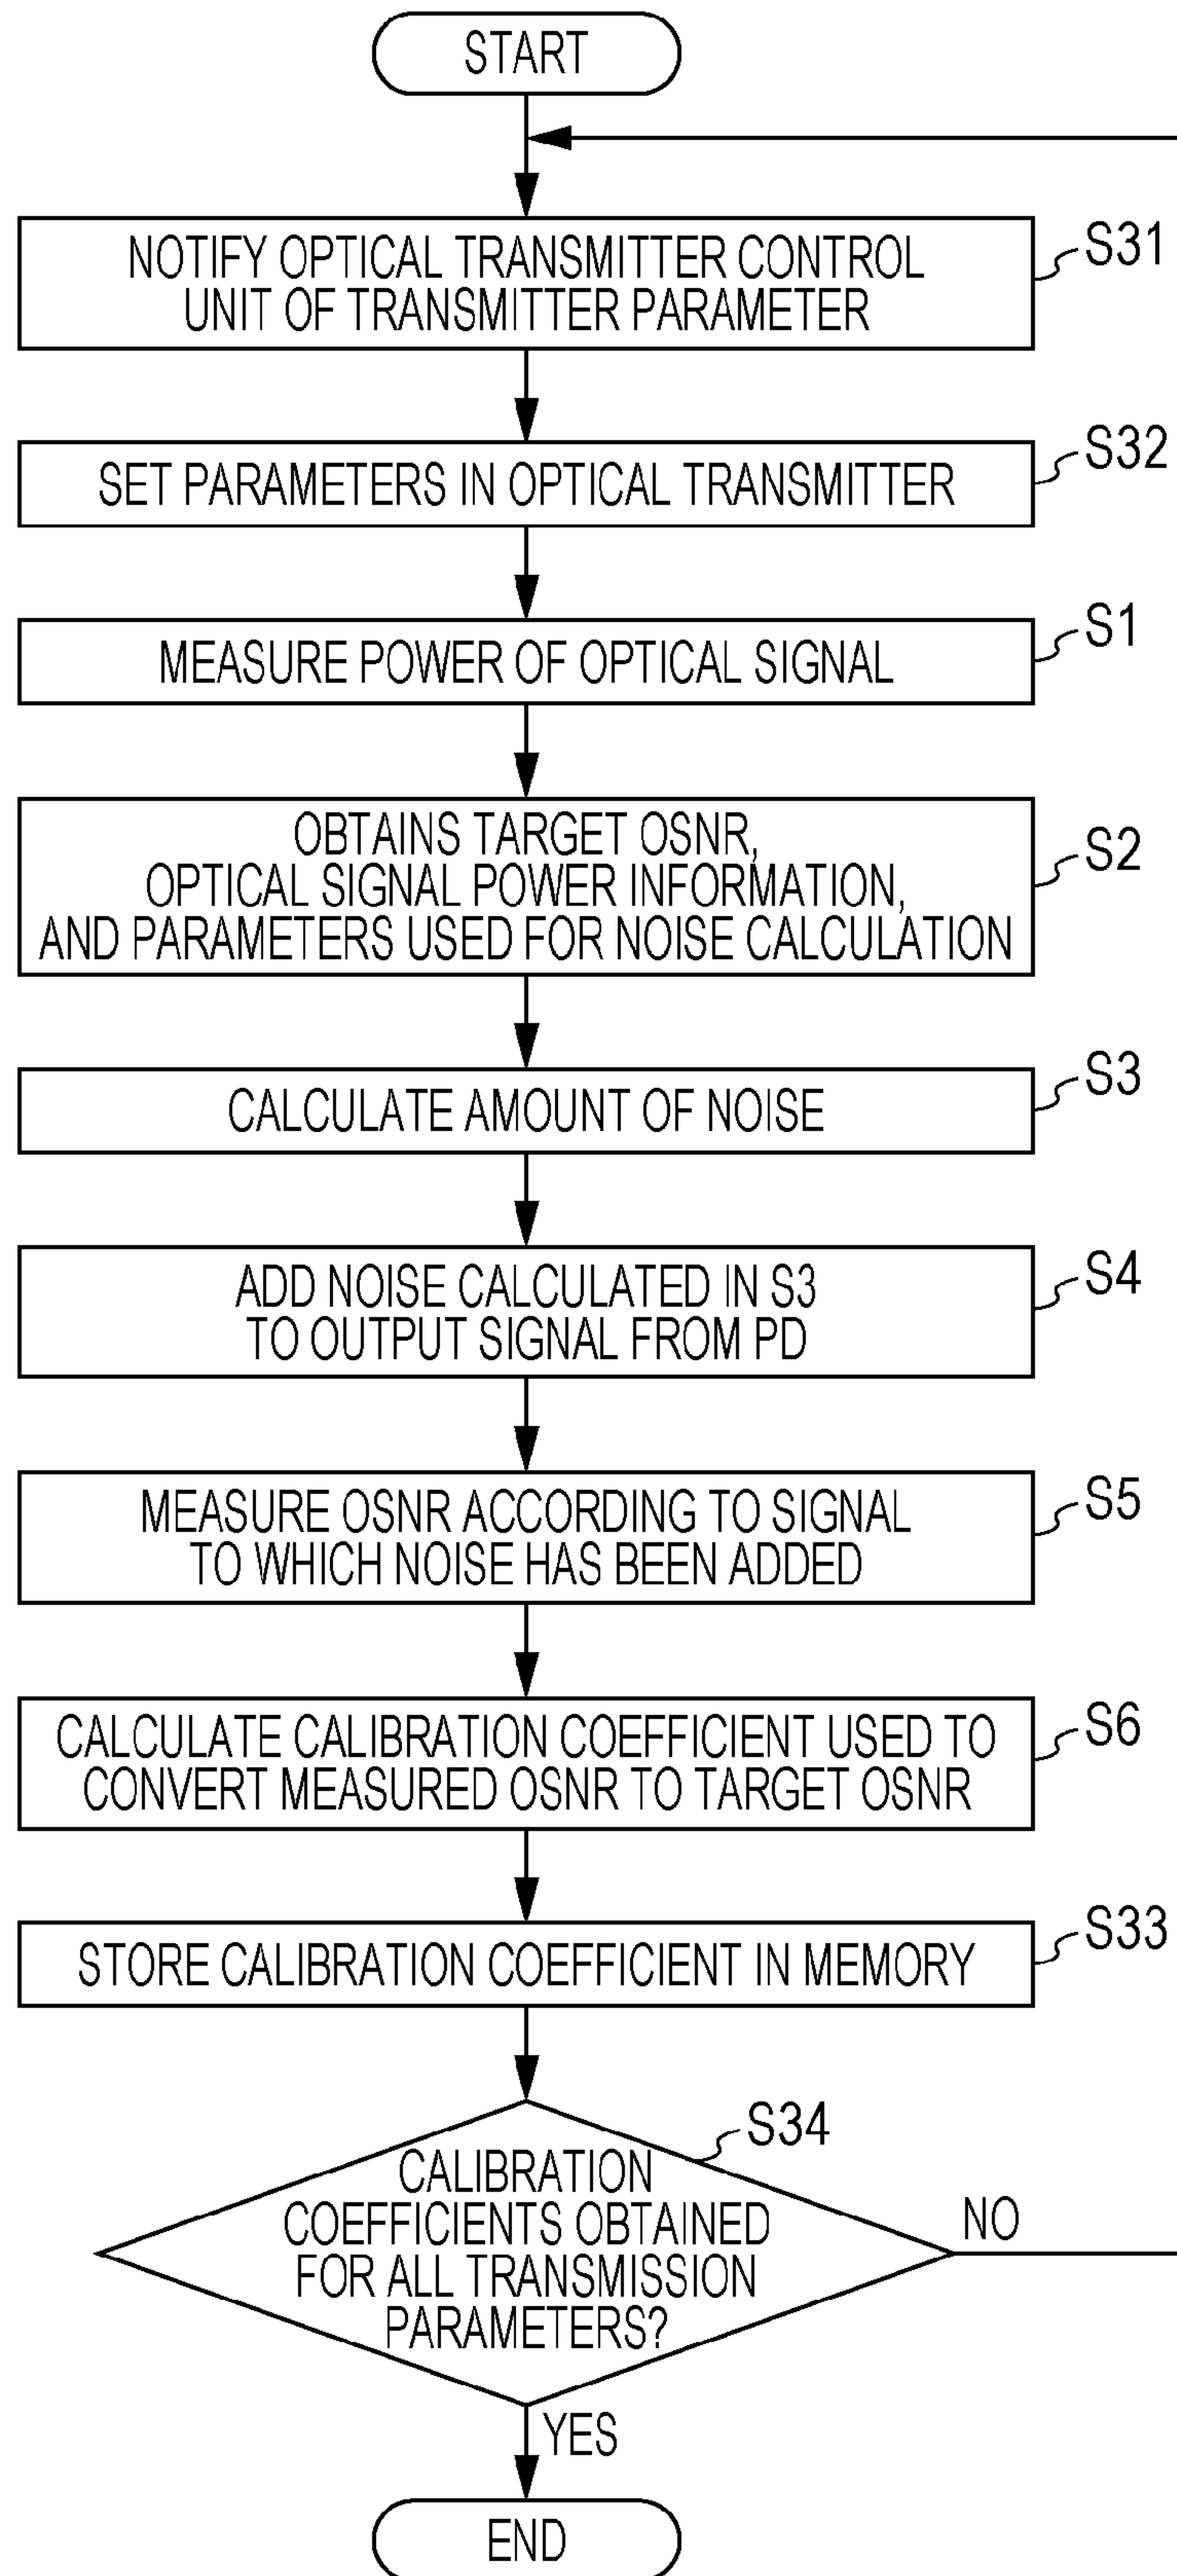 START
NOTIFY OPTICAL TRANSMITTER CONTROL
UNIT OF TRANSMITTER PARAMETER
S31
SET PARAMETERS IN OPTICAL TRANSMITTER
S32
MEASURE POWER OF OPTICAL SIGNAL
S1
OBTAINS TARGET OSNR,
OPTICAL SIGNAL POWER INFORMATION,
AND PARAMETERS USED FOR NOISE CALCULATION
S2
CALCULATE AMOUNT OF NOISE
S3
ADD NOISE CALCULATED IN S3
TO OUTPUT SIGNAL FROM PD
S4
MEASURE OSNR ACCORDING TO SIGNAL
TO WHICH NOISE HAS BEEN ADDED
S5
CALCULATE CALIBRATION COEFFICIENT USED TO
CONVERT MEASURED OSNR TO TARGET OSNR
S6
STORE CALIBRATION COEFFICIENT IN MEMORY
S33
S34
CALIBRATION
COEFFICIENTS OBTAINED
FOR ALL TRANSMISSION
PARAMETERS?
NO
YES
END